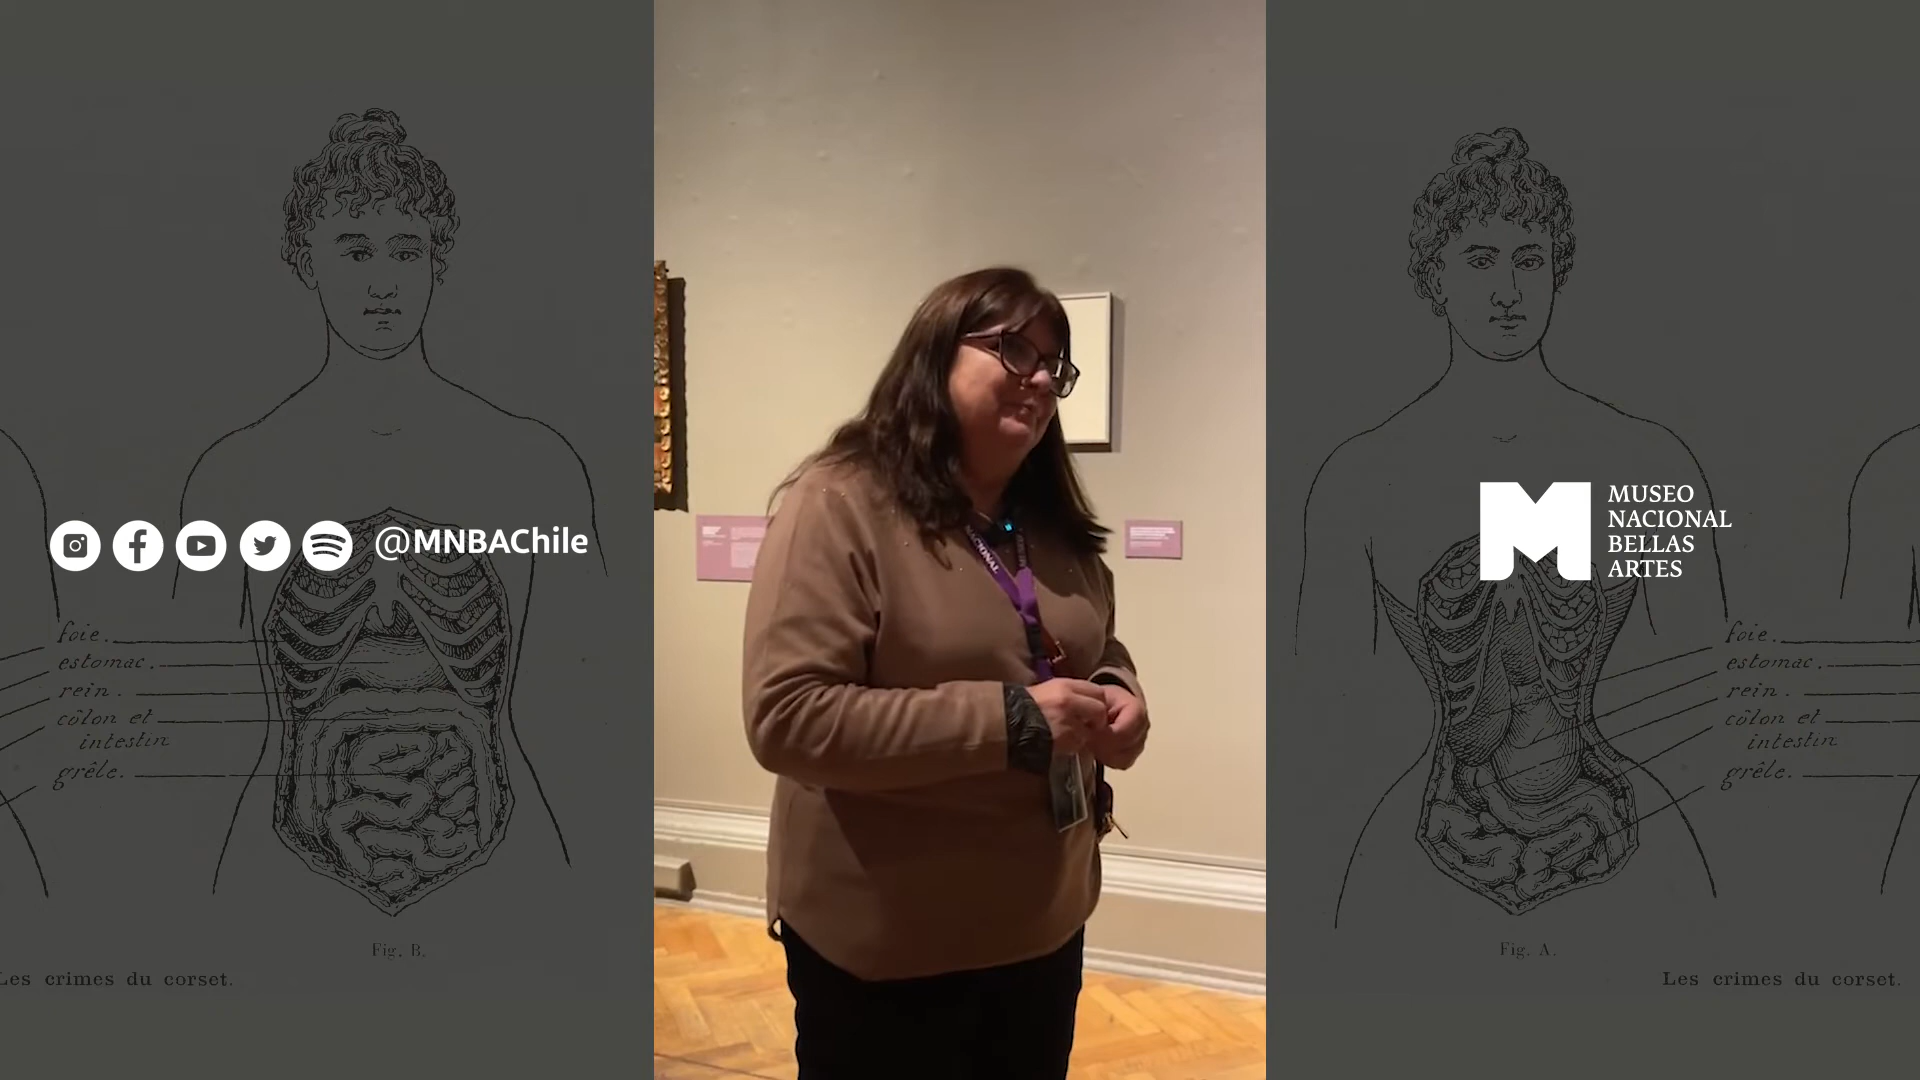 @MNBAChile
foie.
estomac.
rein.
côlon et
intestin
grêle.
Fig. B.
Les crimes du corset.
NACIONAL
MUSEO
NACIONAL
BELLAS
ARTES
foie.
estomac.
rein.
côlon et
intestin
grêle.
Fig. A.
Les crimes du corset.